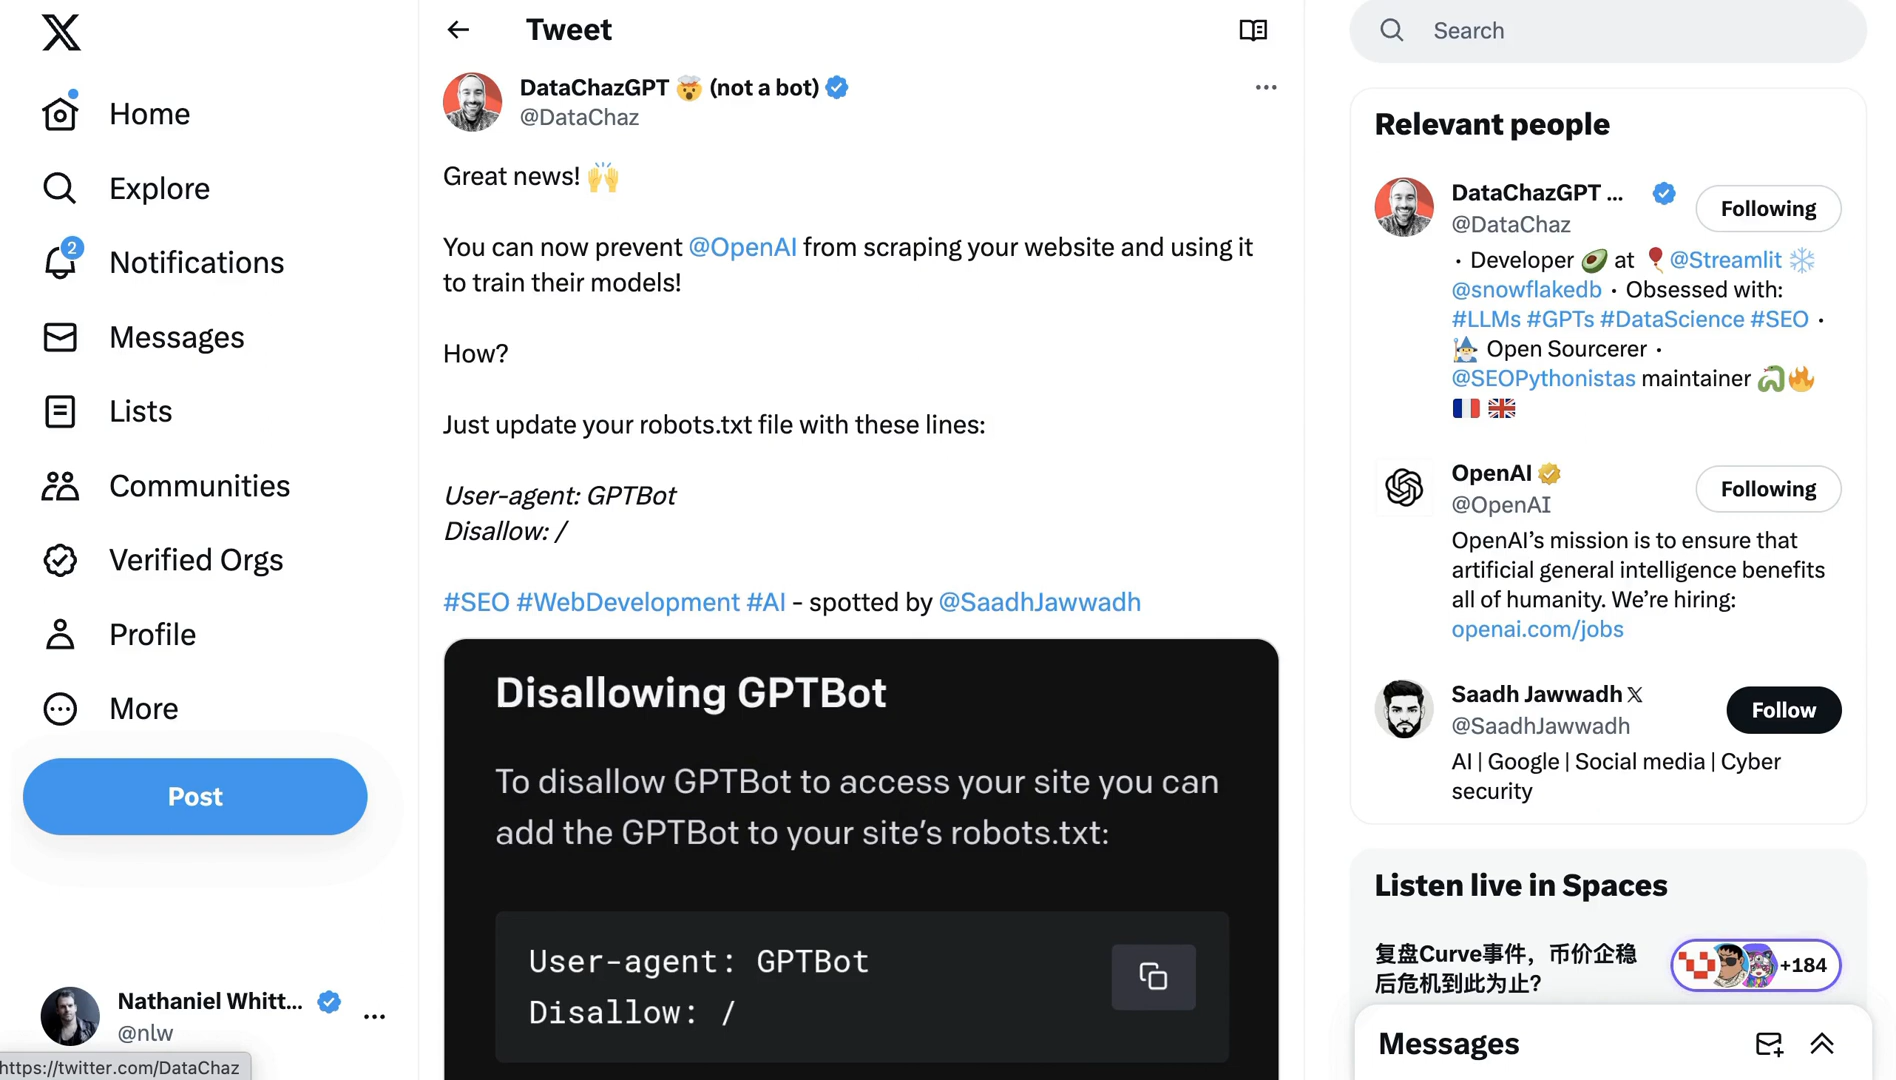 Home
Explore
2
Notifications
Messages
Lists
Communities
Verified Orgs
Profile
More
Post
Nathaniel Whitt...
@nlw
https://twitter.com/DataChaz
Tweet
DataChazGPT 🤯 (not a bot)
@DataChaz
Great news! 🙌
You can now prevent @OpenAI from scraping your website and using it
to train their models!
How?
Just update your robots.txt file with these lines:
User-agent: GPTBot
Disallow: /
#SEO #WebDevelopment #AI - spotted by @SaadhJawwadh
Disallowing GPTBot
To disallow GPTBot to access your site you can
add the GPTBot to your site’s robots.txt:
User-agent: GPTBot
Disallow: /
Search
Relevant people
DataChazGPT ...
Following
@DataChaz
• Developer 🥑 at 🎈@Streamlit ❄️
@snowflakedb • Obsessed with:
#LLMs #GPTs #DataScience #SEO •
🧙‍♂️ Open Sourcerer •
@SEOPythonistas maintainer 🐍🔥
🇫🇷 🇬🇧
OpenAI
Following
@OpenAI
OpenAI’s mission is to ensure that
artificial general intelligence benefits
all of humanity. We’re hiring:
openai.com/jobs
Saadh Jawwadh 𝕏
Follow
@SaadhJawwadh
AI | Google | Social media | Cyber
security
Listen live in Spaces
复盘Curve事件，币价企稳
后危机到此为止?
+184
Messages